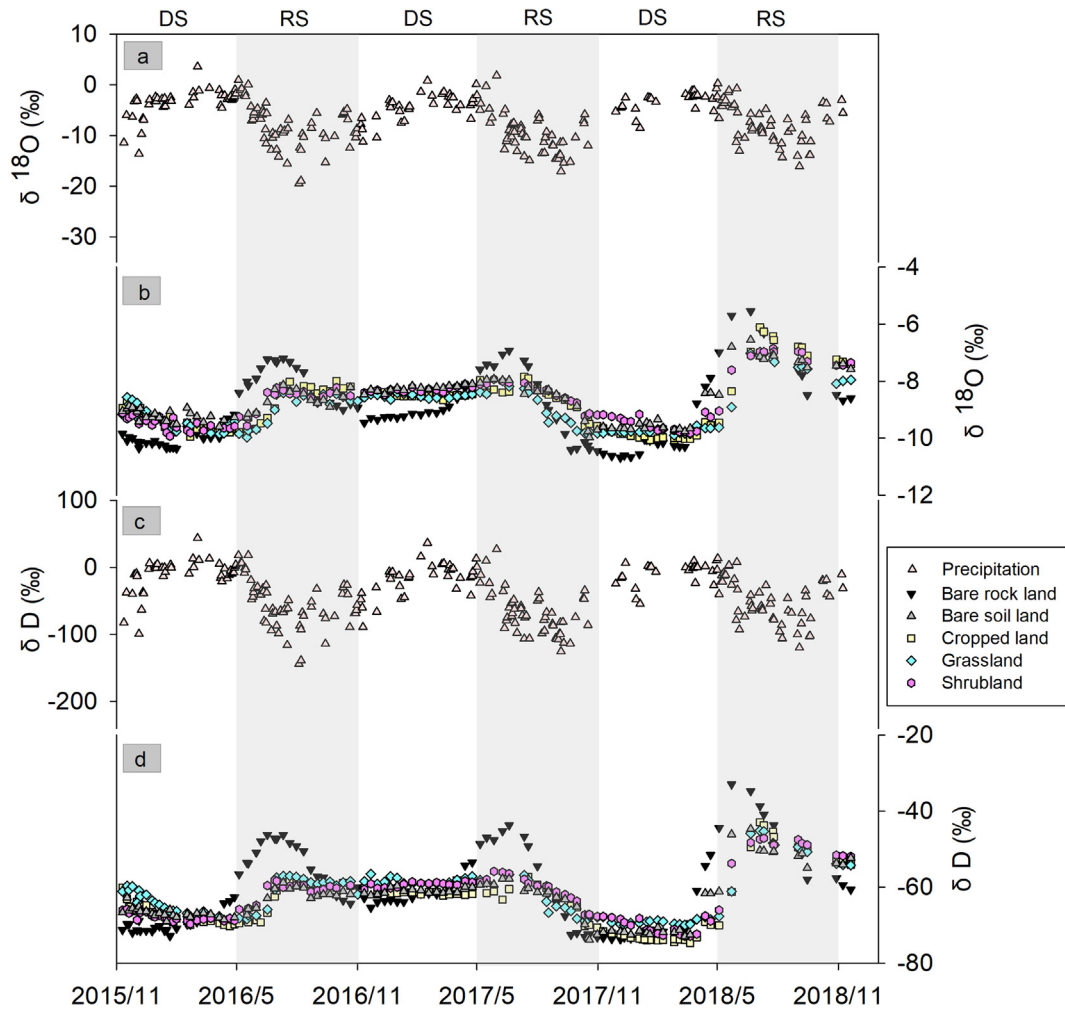 DS RS DS RS DS RS
a
10
0
-10
-20
-30
δ 18O (‰)
b
-4
-6
-8
-10
-12
δ 18O (‰)
c
100
0
-100
-200
δ D (‰)
Precipitation
Bare rock land
Bare soil land
Cropped land
Grassland
Shrubland
d
-20
-40
-60
-80
δ D (‰)
2015/11 2016/5 2016/11 2017/5 2017/11 2018/5 2018/11